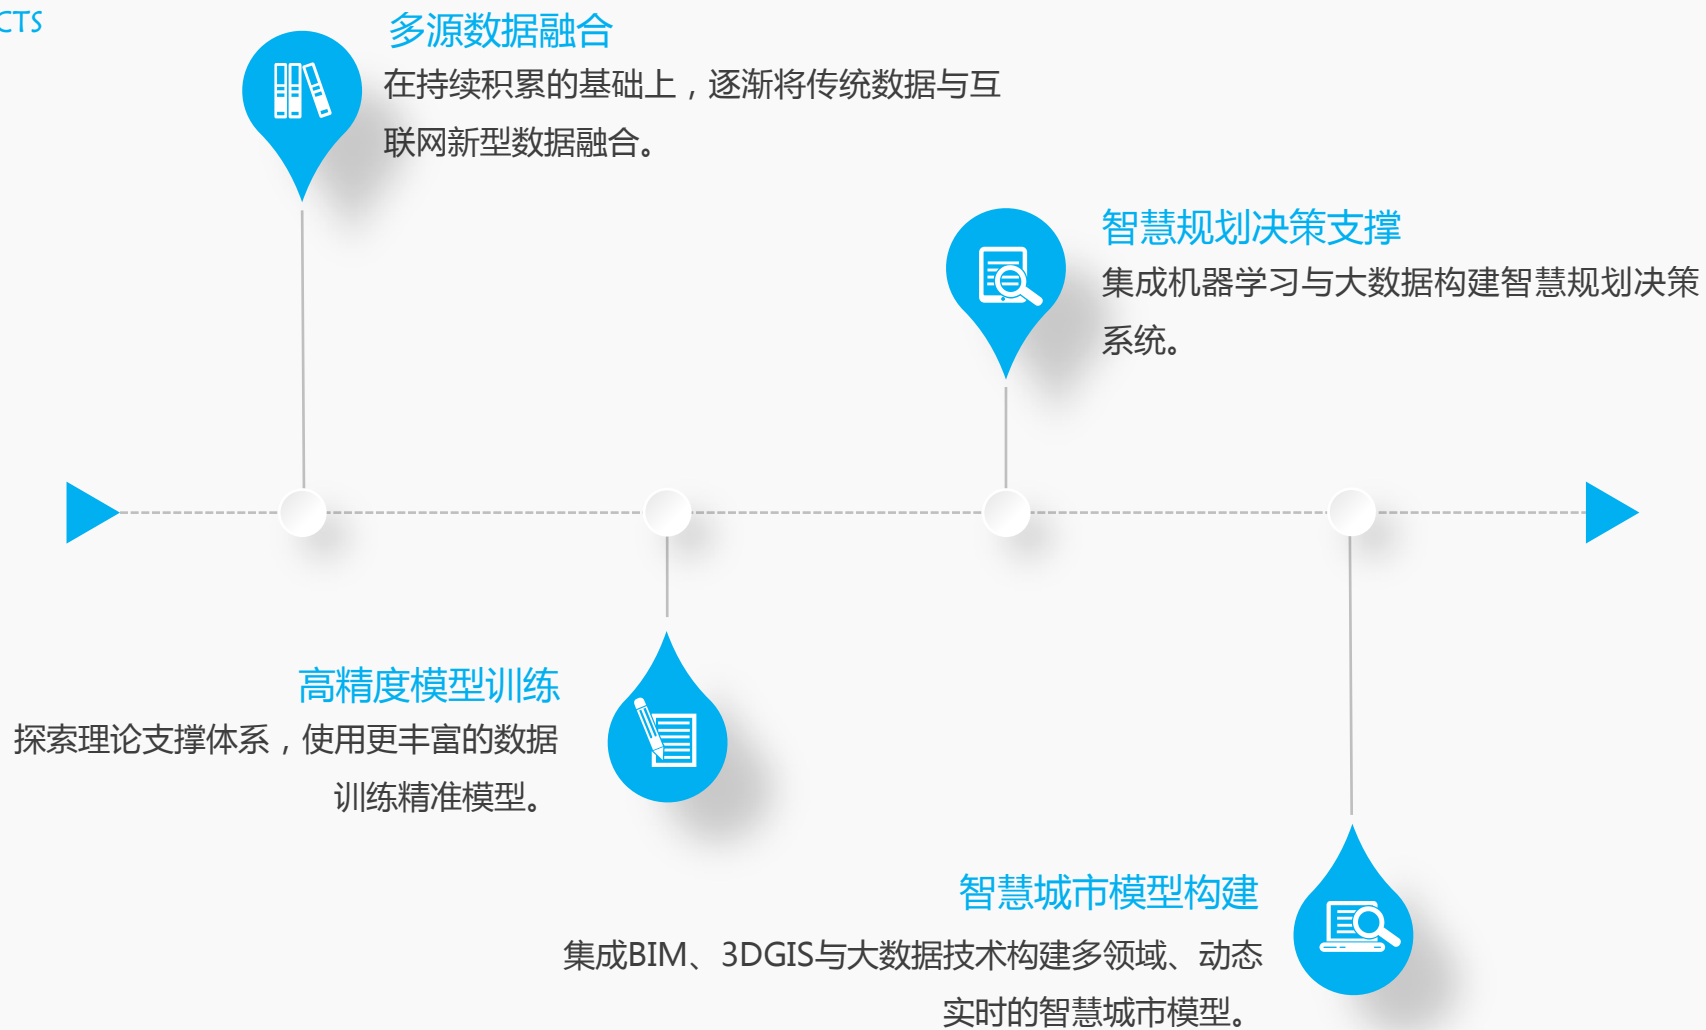 CTS
多源数据融合
在持续积累的基础上，逐渐将传统数据与互
联网新型数据融合。
智慧规划决策支撑
集成机器学习与大数据构建智慧规划决策
系统。
高精度模型训练
探索理论支撑体系，使用更丰富的数据
训练精准模型。
智慧城市模型构建
集成BIM、3DGIS与大数据技术构建多领域、动态
实时的智慧城市模型。